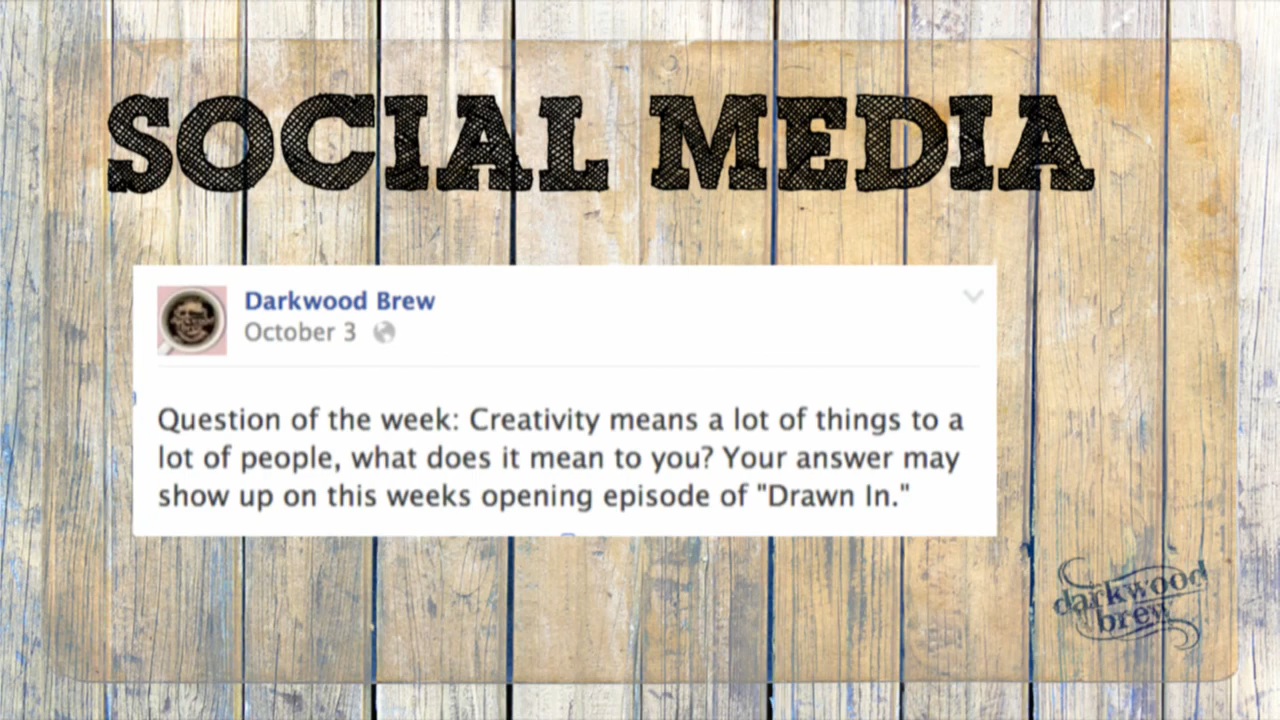 SOCIAL MEDIA
Darkwood Brew
October 3
Question of the week: Creativity means a lot of things to a
lot of people, what does it mean to you? Your answer may
show up on this weeks opening episode of "Drawn In."
darkwood
brew